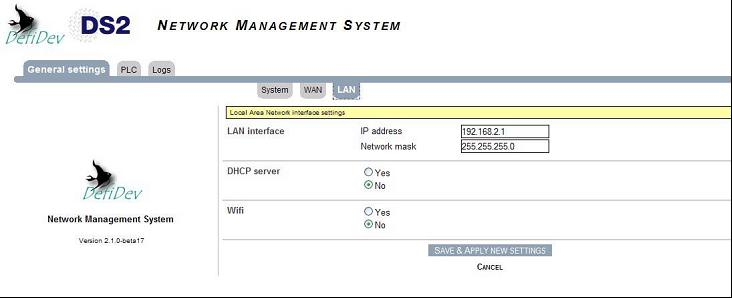 DefiDev DS2 NETWORK MANAGEMENT SYSTEM
General settings PLC Logs
System WAN LAN
Local Area Network interface settings
LAN interface IP address 192.168.2.1
Network mask 255.255.255.0
DHCP server Yes
No
Wifi Yes
No
SAVE & APPLY NEW SETTINGS
CANCEL
DefiDev
Network Management System
Version 2.1.0-beta17